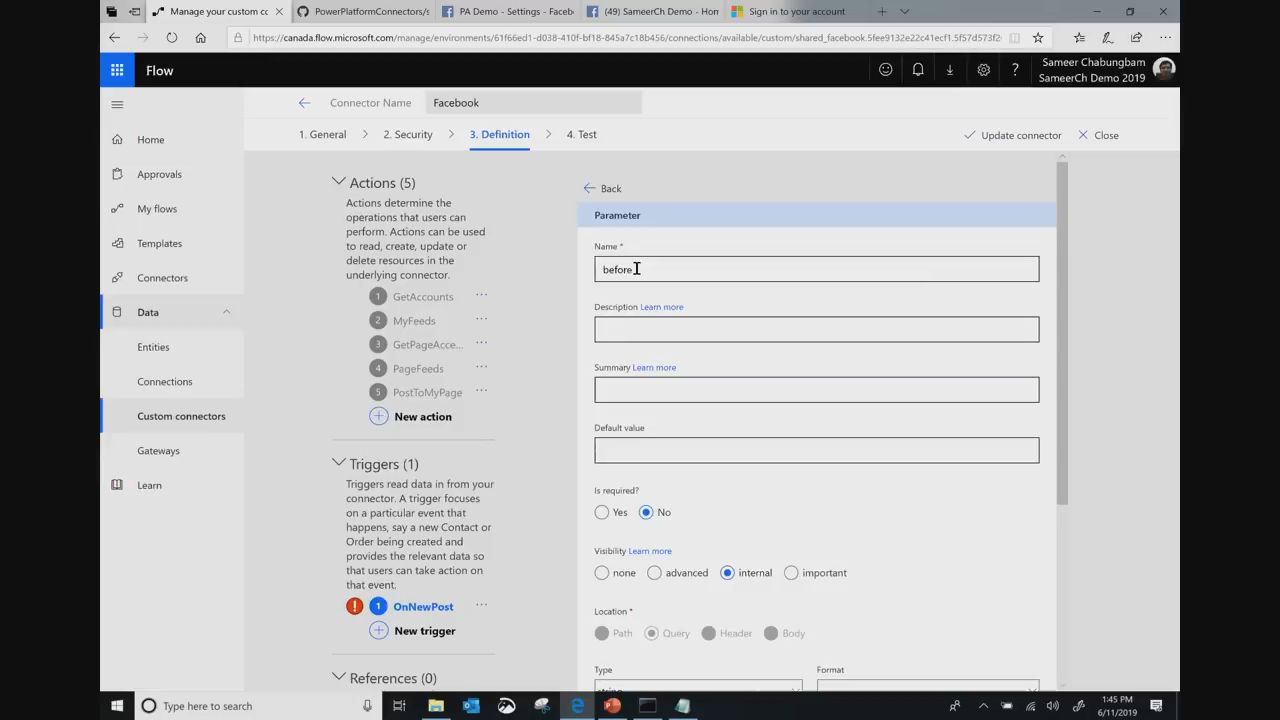 Manage your custom co
PowerPlatformConnectors/s
PA Demo - Settings - Facebo
(49) SameerCh Demo - Hom
Sign in to your account
https://canada.flow.microsoft.com/manage/environments/61f66ed1-d038-410f-bf18-845a7c18b456/connections/available/custom/shared_facebook.5fee9132e22c41ecf1.5f57d573f2
Flow
Sameer Chabungbam
SameerCh Demo 2019
Connector Name
Facebook
1. General
2. Security
3. Definition
4. Test
Update connector
Close
Home
Approvals
My flows
Templates
Connectors
Data
Entities
Connections
Custom connectors
Gateways
Learn
Actions (5)
Actions determine the
operations that users can
perform. Actions can be used
to read, create, update or
delete resources in the
underlying connector.
1 GetAccounts ...
2 MyFeeds ...
3 GetPageAcce... ...
4 PageFeeds ...
5 PostToMyPage ...
New action
Triggers (1)
Triggers read data in from your
connector. A trigger focuses
on a particular event that
happens, say a new Contact or
Order being created and
provides the relevant data so
that users can take action on
that event.
1 OnNewPost ...
New trigger
References (0)
Back
Parameter
Name *
before
Description Learn more
Summary Learn more
Default value
Is required?
Yes No
Visibility Learn more
none advanced internal important
Location *
Path Query Header Body
Type Format
string
Type here to search
1:45 PM
6/11/2019